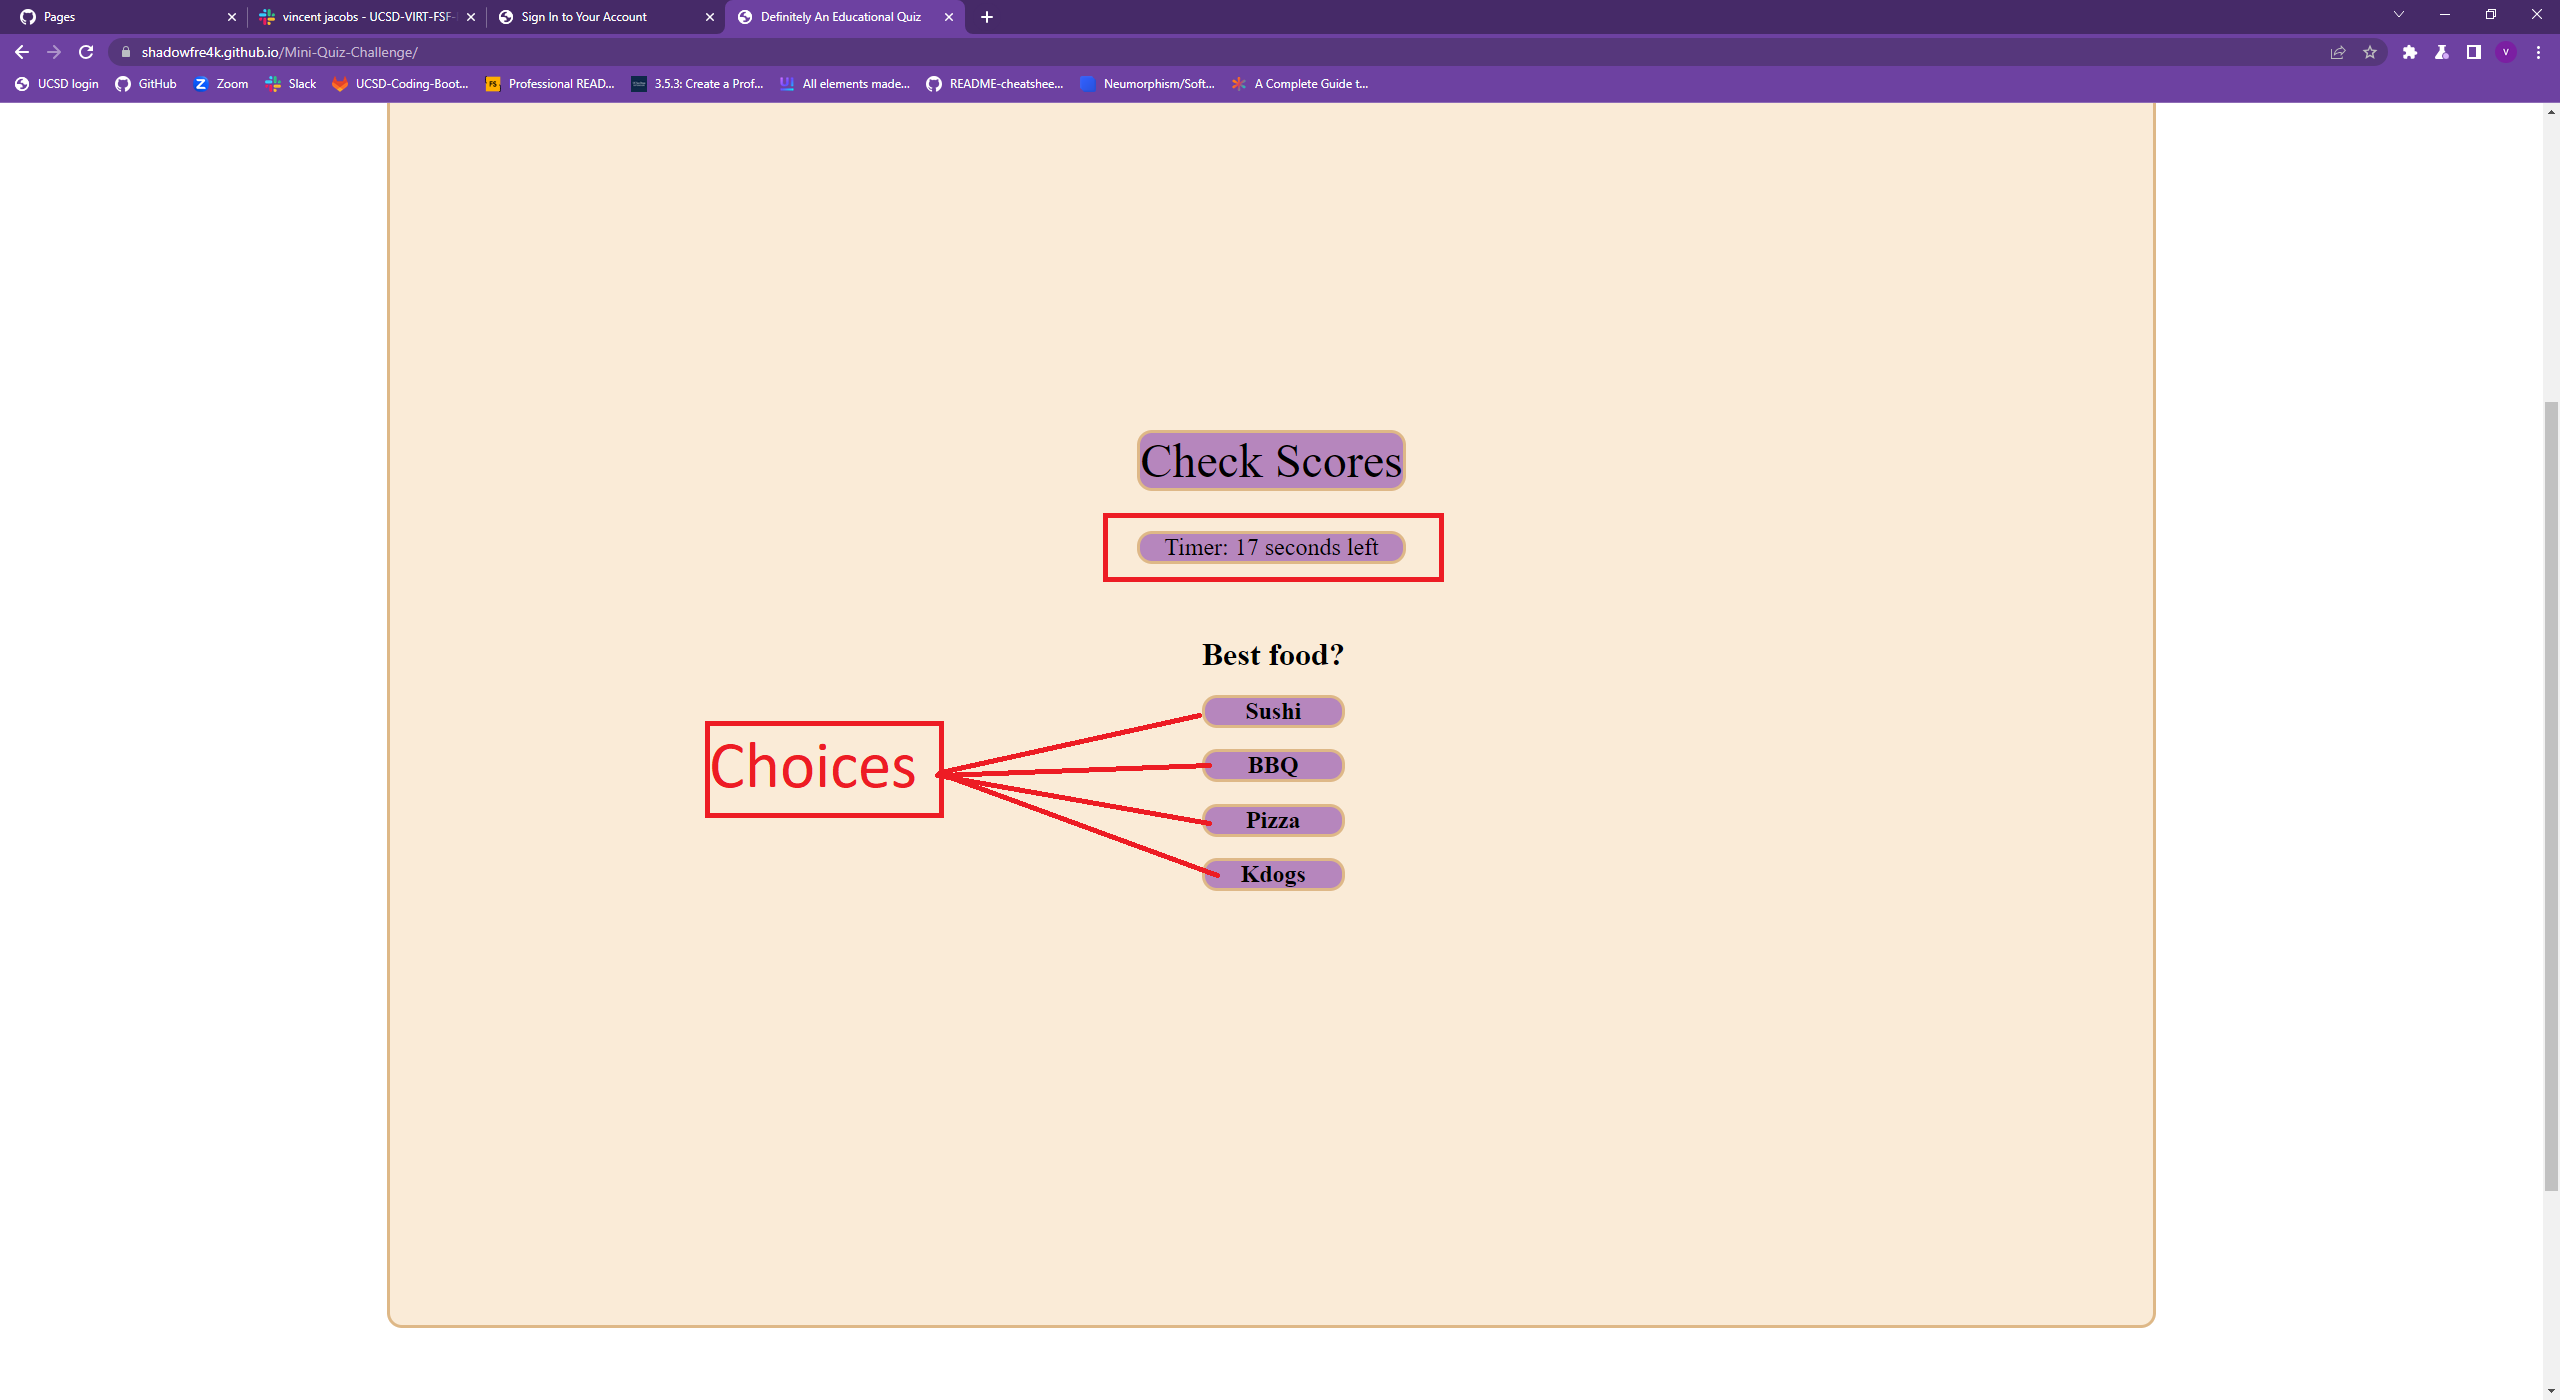 Pages
vincent jacobs - UCSD-VIRT-FSF-
Sign In to Your Account
Definitely An Educational Quiz
shadowfre4k.github.io/Mini-Quiz-Challenge/
V
UCSD login
GitHub
Zoom
Slack
UCSD-Coding-Boot...
Professional READ...
3.5.3: Create a Prof...
All elements made...
README-cheatshee...
Neumorphism/Soft...
A Complete Guide t...
Check Scores
Timer: 17 seconds left
Best food?
Sushi
Choices
BBQ
Pizza
Kdogs